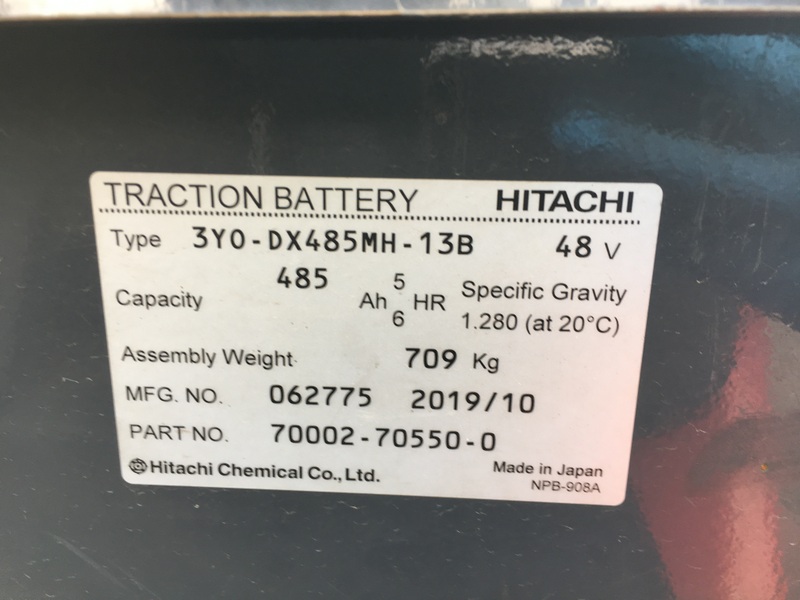 TRACTION BATTERY HITACHI
Type 3Y0-DX485MH-13B 48 V
Capacity 485 Ah 5 HR Specific Gravity
6 1.280 (at 20°C)
Assembly Weight 709 Kg
MFG. NO. 062775 2019/10
PART NO. 70002-70550-0
Hitachi Chemical Co., Ltd. Made in Japan
NPB-908A